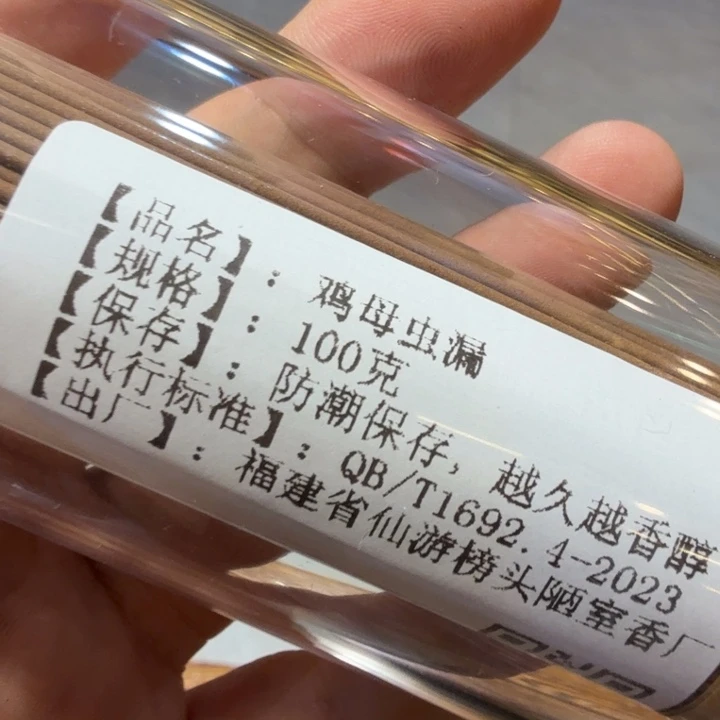 【品名】：鸡母虫漏
【规格】：100克
【保存】：防潮保存，越久越香醇
【执行标准】：QB/T1692.4-2023
【出厂】：福建省仙游榜头陋室香厂